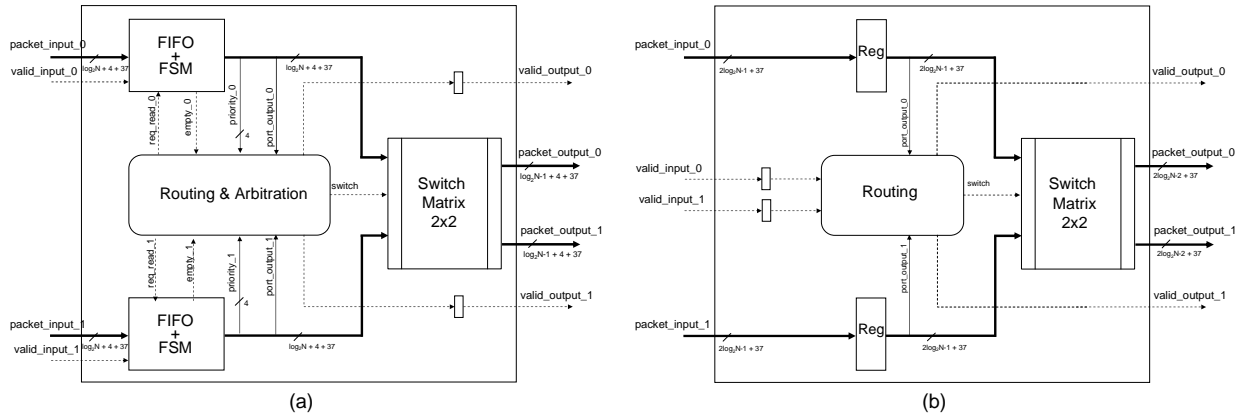 packet_input_0
log2N + 4 + 37
valid_input_0
FIFO
+
FSM
log2N + 4 + 37
req_read_0
empty_0
priority_0
4
port_output_0
valid_output_0
Routing & Arbitration
switch
Switch
Matrix
2x2
packet_output_0
log2N-1 + 4 + 37
packet_output_1
log2N-1 + 4 + 37
req_read_1
empty_1
priority_1
4
port_output_1
valid_output_1
packet_input_1
log2N + 4 + 37
valid_input_1
FIFO
+
FSM
log2N + 4 + 37
(a)
packet_input_0
2log2N-1 + 37
Reg
2log2N-1 + 37
port_output_0
valid_output_0
valid_input_0
valid_input_1
Routing
switch
Switch
Matrix
2x2
packet_output_0
2log2N-2 + 37
packet_output_1
2log2N-2 + 37
port_output_1
valid_output_1
packet_input_1
2log2N-1 + 37
Reg
2log2N-1 + 37
(b)